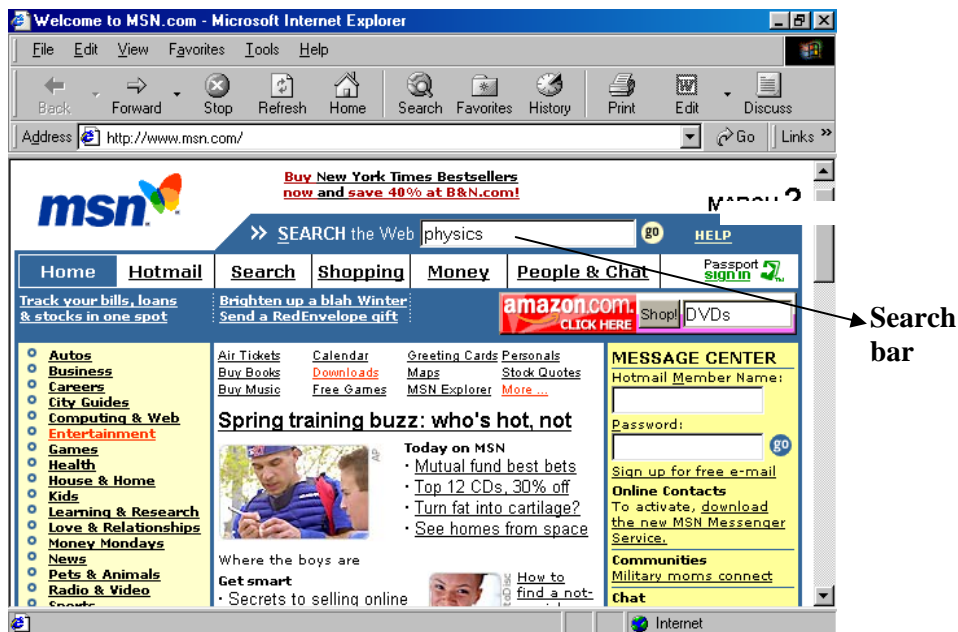 Welcome to MSN.com - Microsoft Internet Explorer
File Edit View Favorites Tools Help
Back Forward Stop Refresh Home Search Favorites History Print Edit Discuss
Address http://www.msn.com/ Go Links »
msn
Buy New York Times Bestsellers
now and save 40% at B&N.com!
>> SEARCH the Web physics go HELP
Home Hotmail Search Shopping Money People & Chat Passport sign in
Track your bills, loans
& stocks in one spot
Brighten up a blah Winter
Send a RedEnvelope gift
amazon.com.
CLICK HERE
Shop! DVDs
Search
bar
Autos
Business
Careers
City Guides
Computing & Web
Entertainment
Games
Health
House & Home
Kids
Learning & Research
Love & Relationships
Money Mondays
News
Pets & Animals
Radio & Video
Sports
Air Tickets Calendar Greeting Cards Personals
Buy Books Downloads Maps Stock Quotes
Buy Music Free Games MSN Explorer More ...
Spring training buzz: who's hot, not
AP
Today on MSN
· Mutual fund best bets
· Top 12 CDs, 30% off
· Turn fat into cartilage?
· See homes from space
Where the boys are
Get smart
· Secrets to selling online
How to
find a not-
MESSAGE CENTER
Hotmail Member Name:
Password:
go
Sign up for free e-mail
Online Contacts
To activate, download
the new MSN Messenger
Service.
Communities
Military moms connect
Chat
Internet